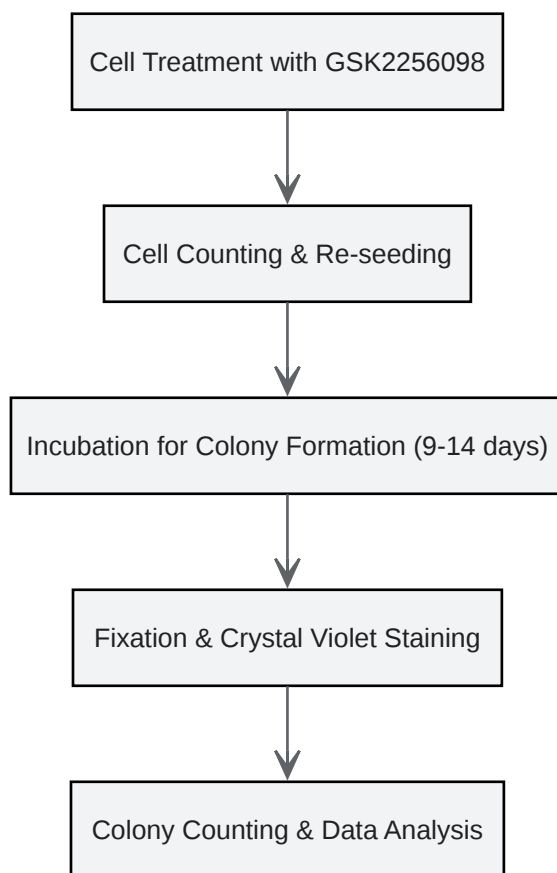 Cell Treatment with GSK2256098
Cell Counting & Re-seeding
Incubation for Colony Formation (9-14 days)
Fixation & Crystal Violet Staining
Colony Counting & Data Analysis